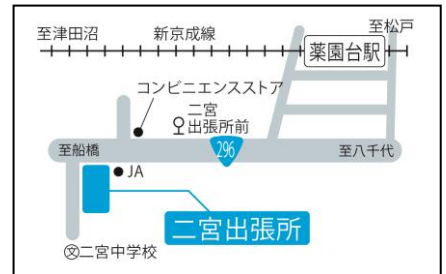 至津田沼
新京成線
至松戸
薬園台駅
コンビニエンスストア
二宮
出張所前
至船橋
296
至八千代
JA
二宮出張所
文二宮中学校